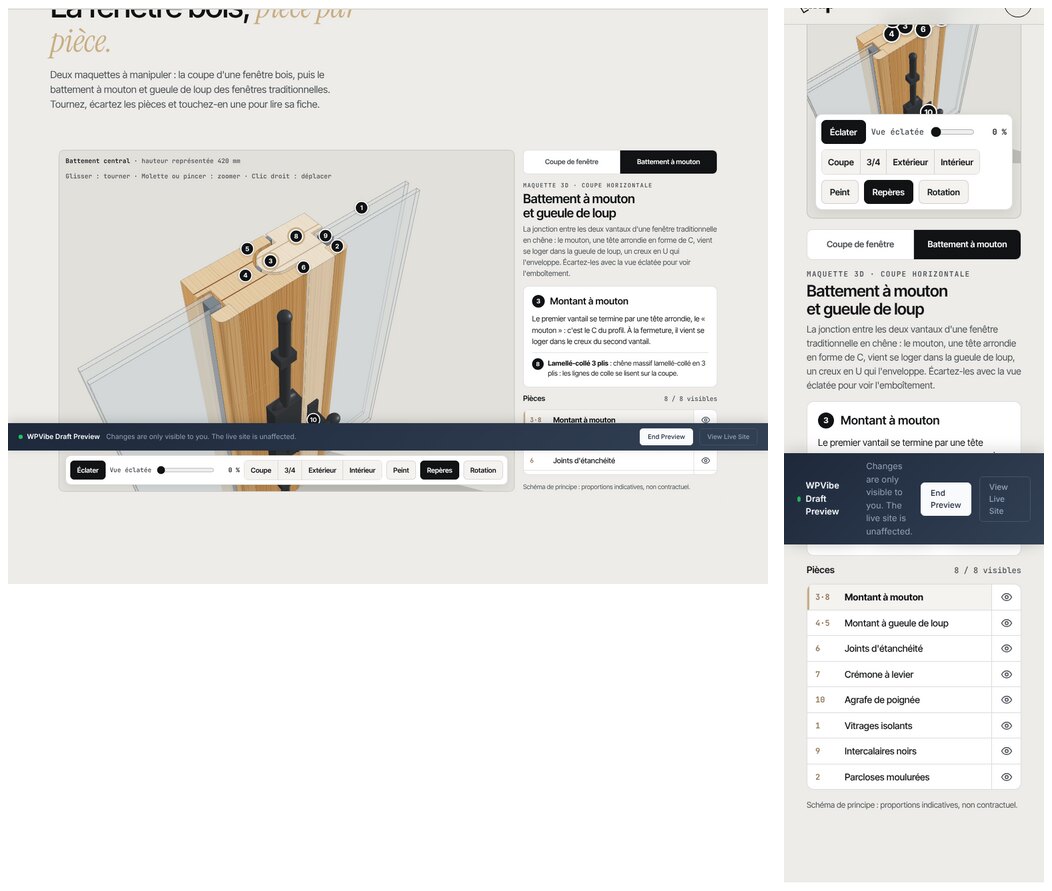 La fenêtre bois, pièce par
pièce.
Deux maquettes à manipuler : la coupe d'une fenêtre bois, puis le
battement à mouton et gueule de loup des fenêtres traditionnelles.
Tournez, écartez les pièces et touchez-en une pour lire sa fiche.
Battement central · hauteur représentée 420 mm
Glisser : tourner · Molette ou pincer : zoomer · Clic droit : déplacer
1
9
8
2
5
3
6
4
10
Éclater
Vue éclatée
0 %
Coupe
3/4
Extérieur
Intérieur
Peint
Repères
Rotation
Coupe de fenêtre
Battement à mouton
MAQUETTE 3D · COUPE HORIZONTALE
Battement à mouton
et gueule de loup
La jonction entre les deux vantaux d'une fenêtre traditionnelle
en chêne : le mouton, une tête arrondie en forme de C, vient
se loger dans la gueule de loup, un creux en U qui
l'enveloppe. Écartez-les avec la vue éclatée pour voir
l'emboîtement.
3 Montant à mouton
Le premier vantail se termine par une tête arrondie, le «
mouton » : c'est le C du profil. À la fermeture, il vient se
loger dans le creux du second vantail.
8 Lamellé-collé 3 plis : chêne massif lamellé-collé en 3
plis : les lignes de colle se lisent sur la coupe.
Pièces
8 / 8 visibles
3·8 Montant à mouton
WPVibe Draft Preview Changes are only visible to you. The live site is unaffected.
End Preview
View Live Site
6 Joints d'étanchéité
Schéma de principe : proportions indicatives, non contractuel.
4
3
6
10
Éclater
Vue éclatée
0 %
Coupe
3/4
Extérieur
Intérieur
Peint
Repères
Rotation
Coupe de fenêtre
Battement à mouton
MAQUETTE 3D · COUPE HORIZONTALE
Battement à mouton
et gueule de loup
La jonction entre les deux vantaux d'une fenêtre
traditionnelle en chêne : le mouton, une tête arrondie
en forme de C, vient se loger dans la gueule de loup,
un creux en U qui l'enveloppe. Écartez-les avec la vue
éclatée pour voir l'emboîtement.
3 Montant à mouton
Le premier vantail se termine par une tête
WPVibe
Draft
Preview
Changes
are only
visible to
you. The
live site is
unaffected.
End
Preview
View
Live
Site
Pièces
8 / 8 visibles
3·8 Montant à mouton
4·5 Montant à gueule de loup
6 Joints d'étanchéité
7 Crémone à levier
10 Agrafe de poignée
1 Vitrages isolants
9 Intercalaires noirs
2 Parcloses moulurées
Schéma de principe : proportions indicatives, non contractuel.